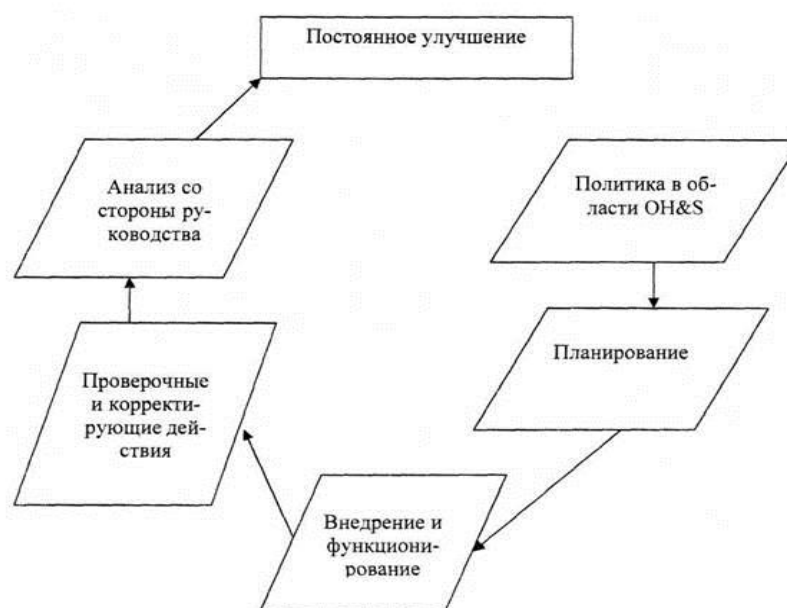 Постоянное улучшение
Анализ со
стороны ру-
ководства
Политика в об-
ласти OH&S
Проверочные
и корректи-
рующие дей-
ствия
Планирование
Внедрение и
функциони-
рование